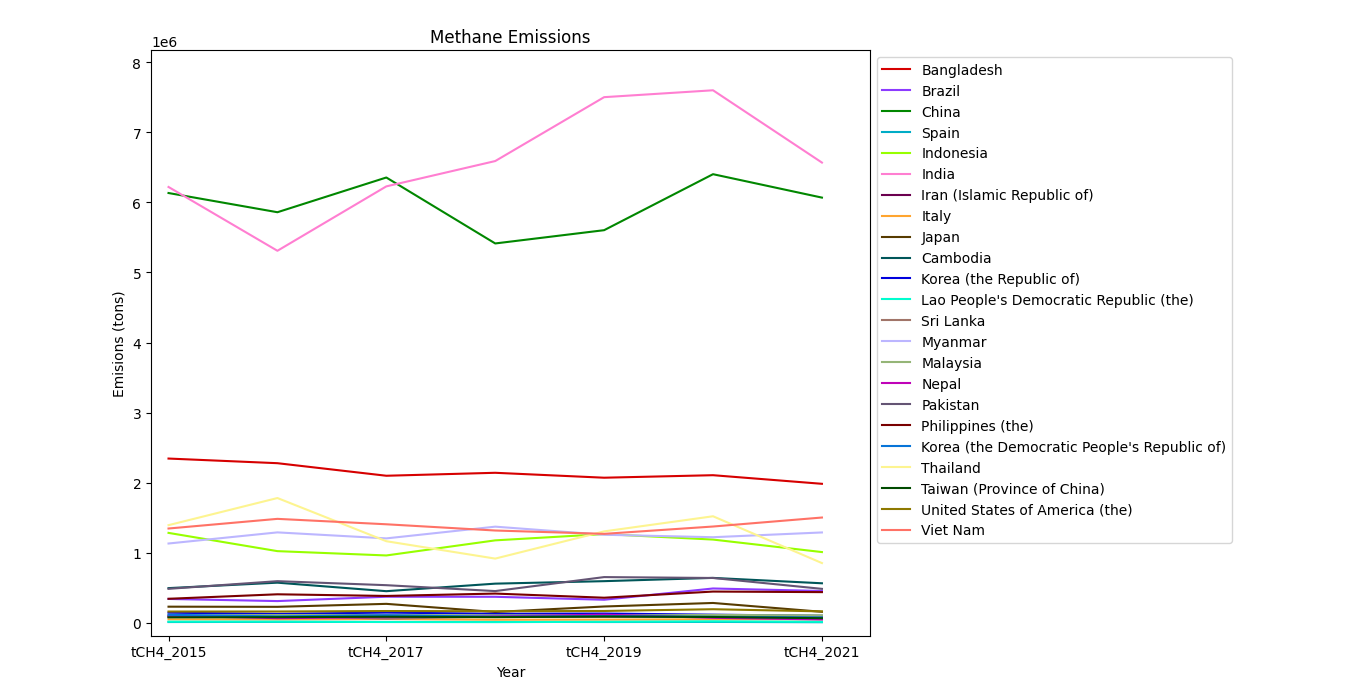 Methane Emissions
1e6
8
7
6
5
4
3
2
1
0
Emisions (tons)
tCH4_2015
tCH4_2017
tCH4_2019
tCH4_2021
Year
Bangladesh
Brazil
China
Spain
Indonesia
India
Iran (Islamic Republic of)
Italy
Japan
Cambodia
Korea (the Republic of)
Lao People's Democratic Republic (the)
Sri Lanka
Myanmar
Malaysia
Nepal
Pakistan
Philippines (the)
Korea (the Democratic People's Republic of)
Thailand
Taiwan (Province of China)
United States of America (the)
Viet Nam